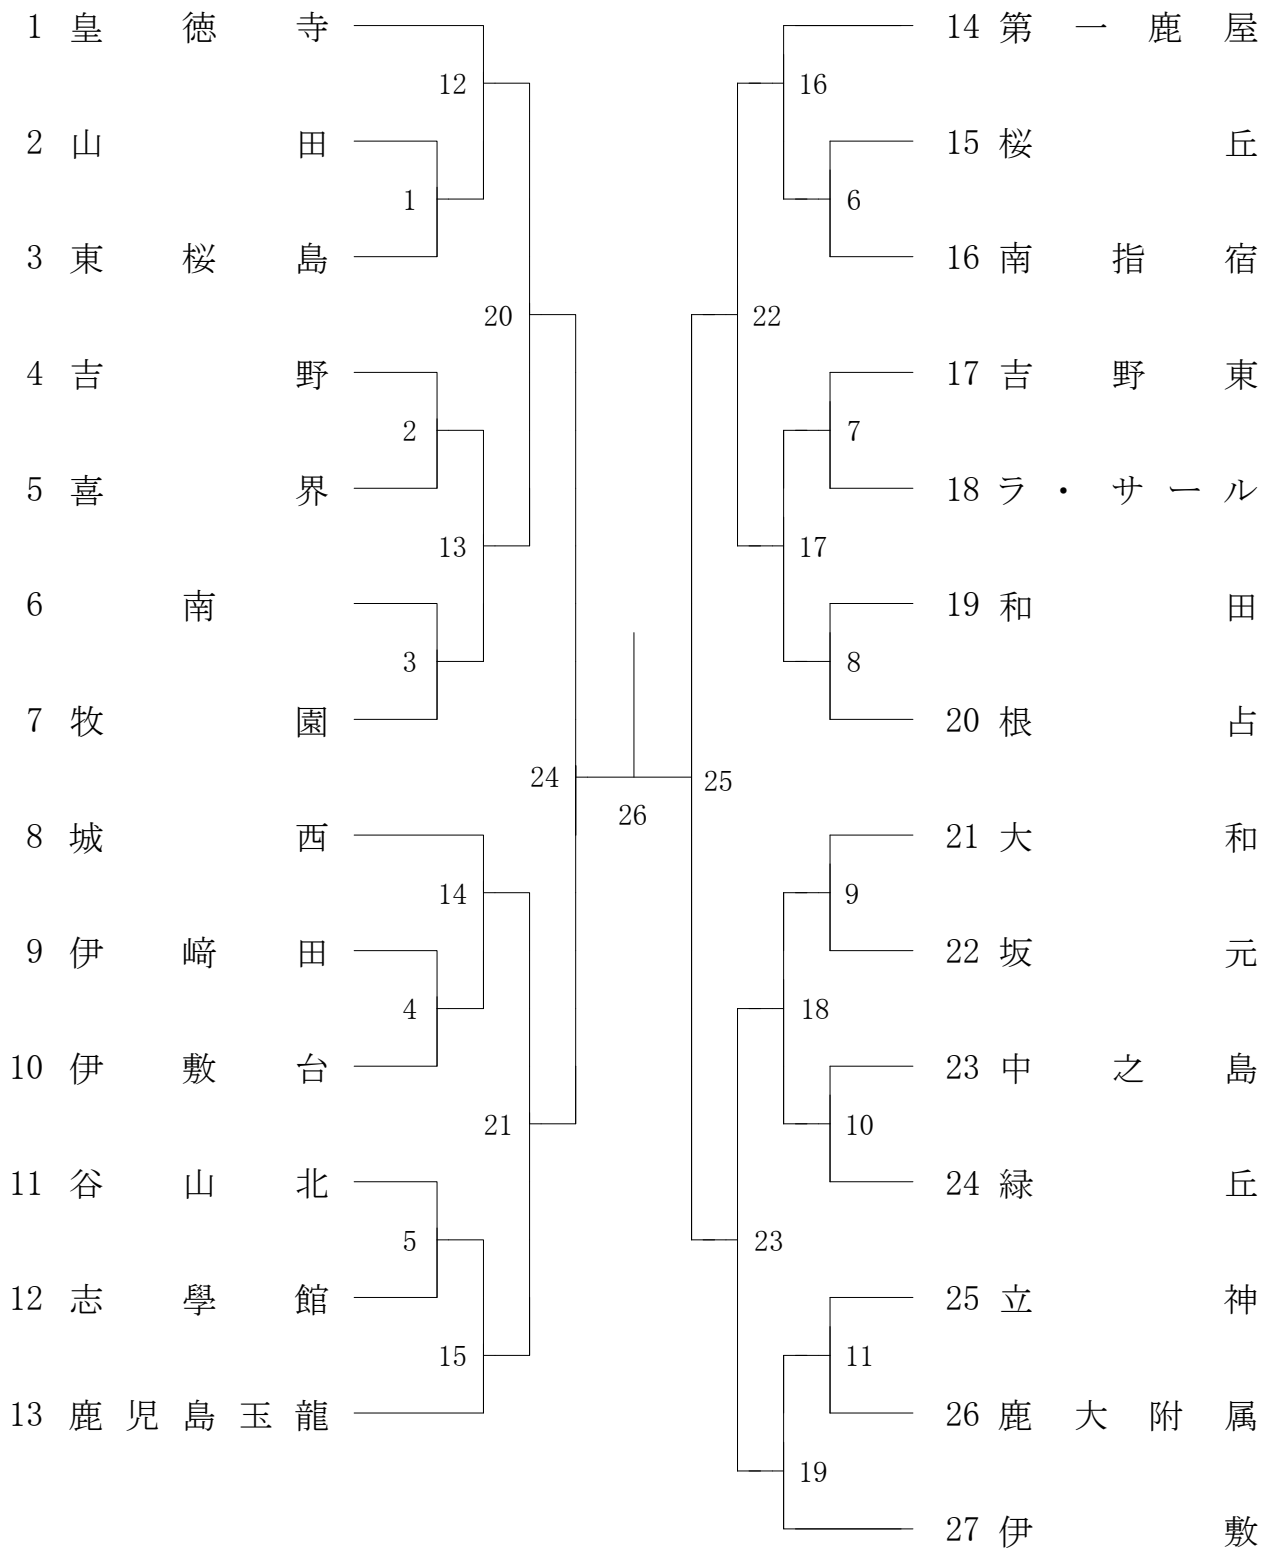 1 皇徳寺
12
2 山田
1
3 東桜島
20
4 吉野
2
5 喜界
13
6 南
3
7 牧園
24
8 城西
14
9 伊﨑田
4
10 伊敷台
21
11 谷山北
5
12 志學館
15
13 鹿児島玉龍
26
14 第一鹿屋
16
15 桜丘
6
16 南指宿
22
17 吉野東
7
18 ラ・サール
17
19 和田
8
20 根占
25
21 大和
9
22 坂元
18
23 中之島
10
24 緑丘
23
25 立神
11
26 鹿大附属
19
27 伊敷